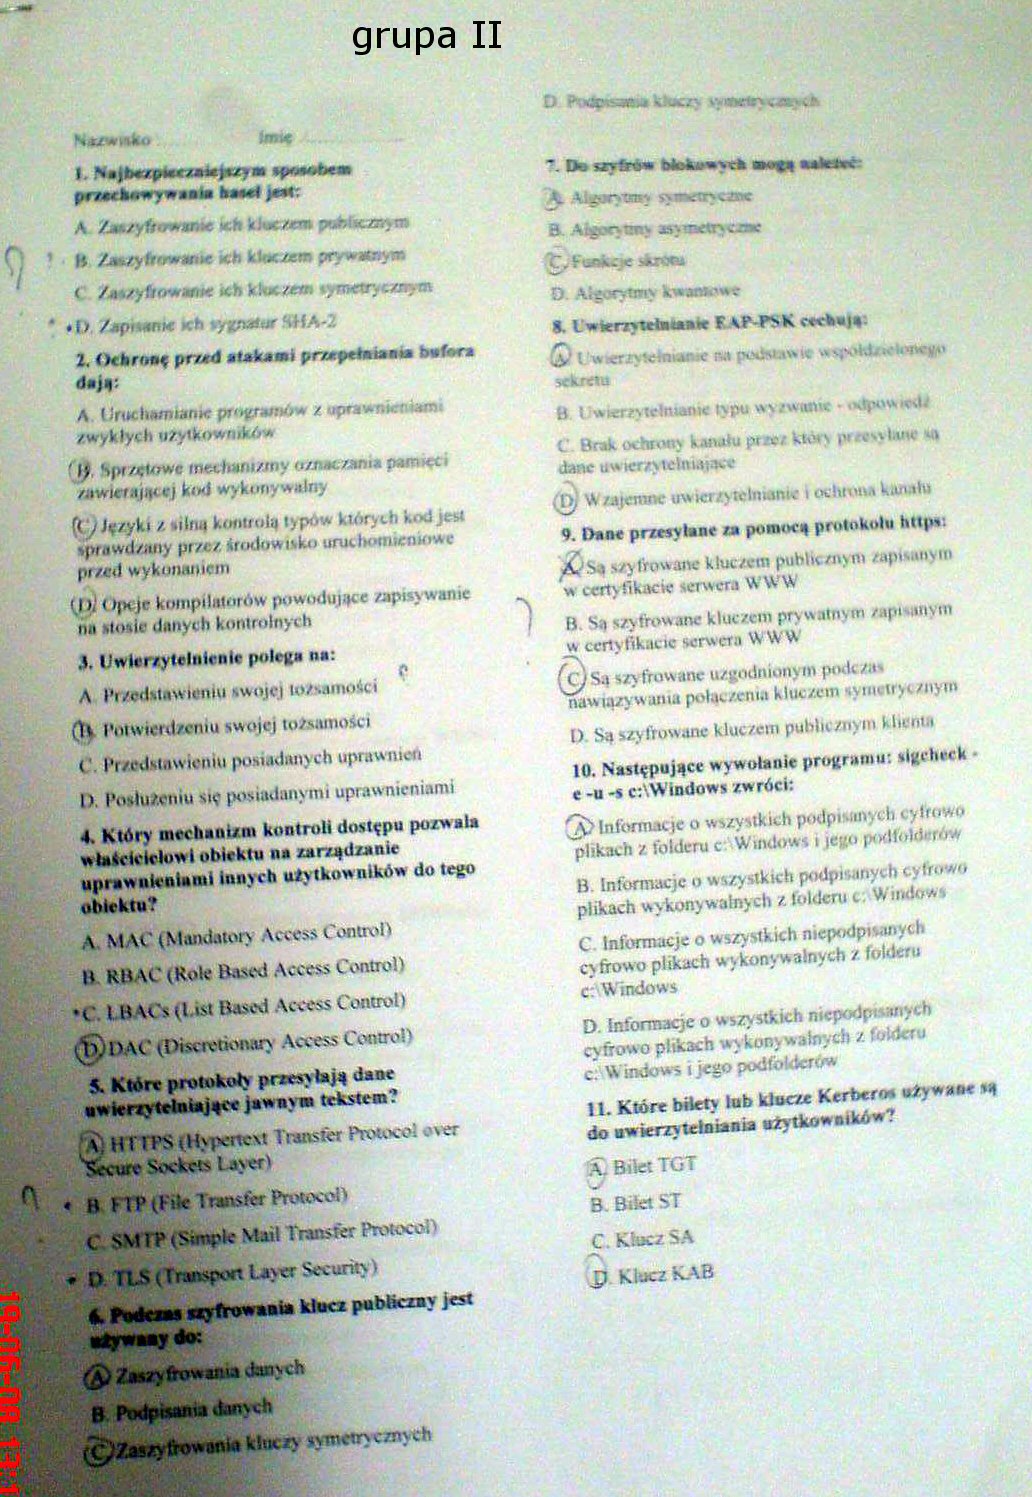 grupa II
Nazwisko ............ Imię ....................
1. Najbezpieczniejszym sposobem
przechowywania haseł jest:
A. Zaszyfrowanie ich kluczem publicznym
B. Zaszyfrowanie ich kluczem prywatnym
C. Zaszyfrowanie ich kluczem symetrycznym
D. Zapisanie ich sygnatur SHA-2
2. Ochronę przed atakami przepełniania bufora
dają:
A. Uruchamianie programów z uprawnieniami
zwykłych użytkowników
B. Sprzętowe mechanizmy oznaczania pamięci
zawierającej kod wykonywalny
C. Języki z silną kontrolą typów których kod jest
sprawdzany przez środowisko uruchomieniowe
przed wykonaniem
D. Opcje kompilatorów powodujące zapisywanie
na stosie danych kontrolnych
3. Uwierzytelnienie polega na:
A. Przedstawieniu swojej tożsamości
B. Potwierdzeniu swojej tożsamości
C. Przedstawieniu posiadanych uprawnień
D. Posłużeniu się posiadanymi uprawnieniami
4. Który mechanizm kontroli dostępu pozwala
właścicielowi obiektu na zarządzanie
uprawnieniami innych użytkowników do tego
obiektu?
A. MAC (Mandatory Access Control)
B. RBAC (Role Based Access Control)
C. LBACs (List Based Access Control)
D. DAC (Discretionary Access Control)
5. Które protokoły przesyłają dane
uwierzytelniające jawnym tekstem?
A. HTTPS (Hypertext Transfer Protocol over
Secure Sockets Layer)
B. FTP (File Transfer Protocol)
C. SMTP (Simple Mail Transfer Protocol)
D. TLS (Transport Layer Security)
6. Podczas szyfrowania klucz publiczny jest
używany do:
A. Zaszyfrowania danych
B. Podpisania danych
C. Zaszyfrowania kluczy symetrycznych
D. Podpisania kluczy symetrycznych
7. Do szyfrów blokowych mogą należeć:
A. Algorytmy symetryczne
B. Algorytmy asymetryczne
C. Funkcje skrótu
D. Algorytmy kwantowe
8. Uwierzytelnianie EAP-PSK cechują:
A. Uwierzytelnianie na podstawie współdzielonego
sekretu
B. Uwierzytelnianie typu wyzwanie - odpowiedź
C. Brak ochrony kanału przez który przesyłane są
dane uwierzytelniające
D. Wzajemne uwierzytelnianie i ochrona kanału
9. Dane przesyłane za pomocą protokołu https:
A. Są szyfrowane kluczem publicznym zapisanym
w certyfikacie serwera WWW
B. Są szyfrowane kluczem prywatnym zapisanym
w certyfikacie serwera WWW
C. Są szyfrowane uzgodnionym podczas
nawiązywania połączenia kluczem symetrycznym
D. Są szyfrowane kluczem publicznym klienta
10. Następujące wywołanie programu: sigcheck -
e -u -s c:\Windows zwróci:
A. Informacje o wszystkich podpisanych cyfrowo
plikach z folderu c:\Windows i jego podfolderów
B. Informacje o wszystkich podpisanych cyfrowo
plikach wykonywalnych z folderu c:\Windows
C. Informacje o wszystkich niepodpisanych
cyfrowo plikach wykonywalnych z folderu
c:\Windows
D. Informacje o wszystkich niepodpisanych
cyfrowo plikach wykonywalnych z folderu
c:\Windows i jego podfolderów
11. Które bilety lub klucze Kerberos używane są
do uwierzytelniania użytkowników?
A. Bilet TGT
B. Bilet ST
C. Klucz SA
D. Klucz KAB